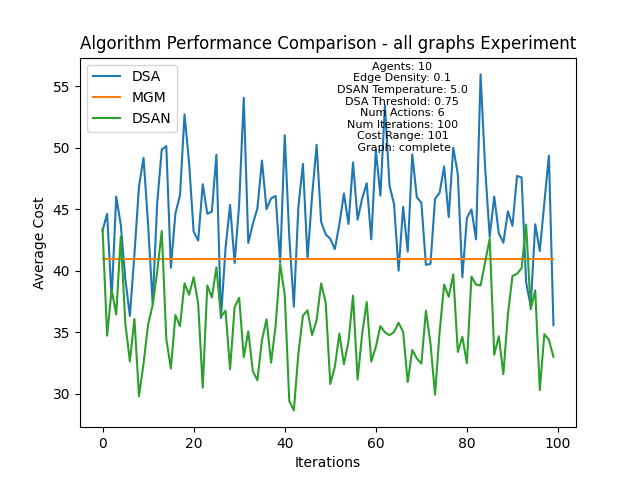 Algorithm Performance Comparison - all graphs Experiment
DSA
MGM
DSAN
Agents: 10
Edge Density: 0.1
DSAN Temperature: 5.0
DSA Threshold: 0.75
Num Actions: 6
Num Iterations: 100
Cost Range: 101
Graph: complete
Average Cost
55
50
45
40
35
30
0
20
40
60
80
100
Iterations